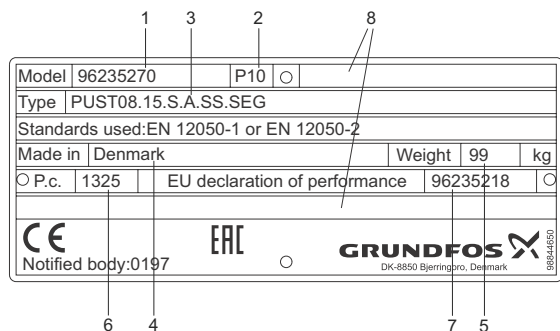 1 3 2 8
Model 96235270 P10
Type PUST08.15.S.A.SS.SEG
Standards used:EN 12050-1 or EN 12050-2
Made in Denmark Weight 99 kg
P.c. 1325 EU declaration of performance 96235218
CE EAC GRUNDFOS
Notified body:0197 DK-8850 Bjerringbro, Denmark
98844650
6 4 7 5